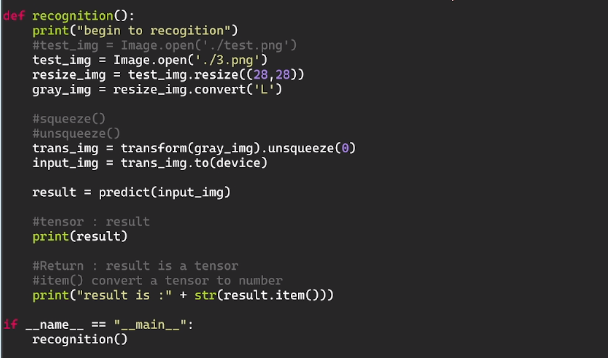 def recognition():
    print("begin to recogition")
    #test_img = Image.open('./test.png')
    test_img = Image.open('./3.png')
    resize_img = test_img.resize((28,28))
    gray_img = resize_img.convert('L')

    #squeeze()
    #unsqueeze()
    trans_img = transform(gray_img).unsqueeze(0)
    input_img = trans_img.to(device)

    result = predict(input_img)

    #tensor : result
    print(result)

    #Return : result is a tensor
    #item() convert a tensor to number
    print("result is :" + str(result.item()))

if __name__ == "__main__":
    recognition()